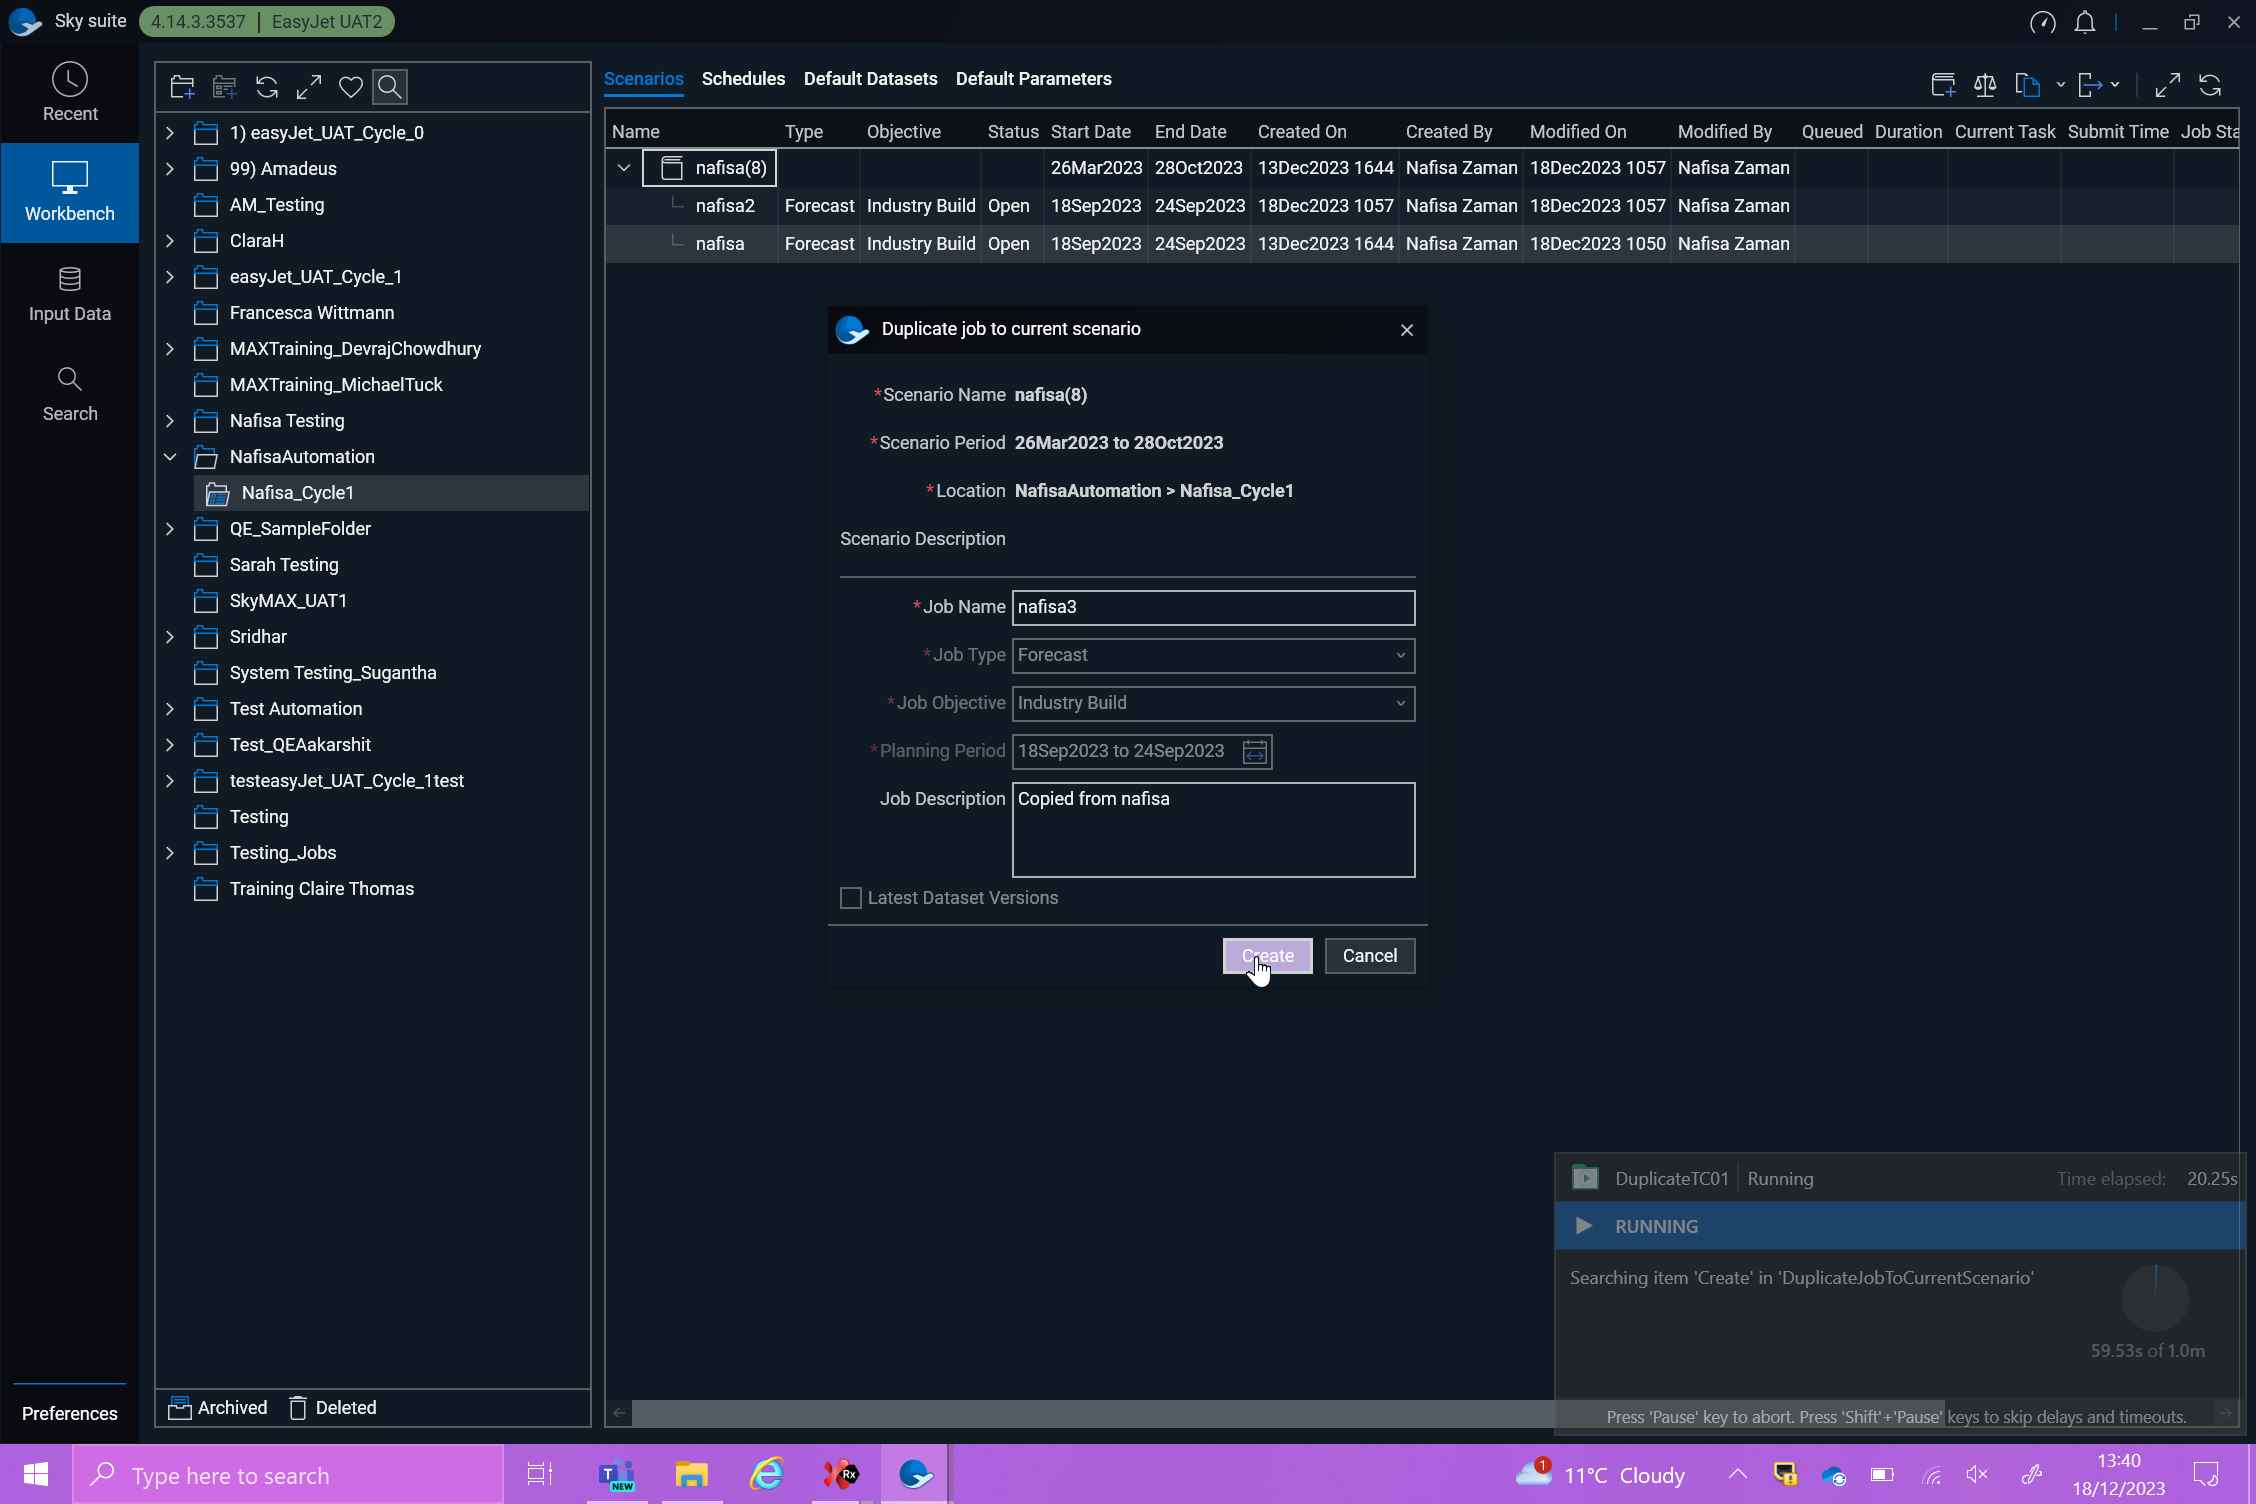 Sky suite 4.14.3.3537 | EasyJet UAT2
Recent
Workbench
Input Data
Search
Preferences
1) easyJet_UAT_Cycle_0
99) Amadeus
AM_Testing
ClaraH
easyJet_UAT_Cycle_1
Francesca Wittmann
MAXTraining_DevrajChowdhury
MAXTraining_MichaelTuck
Nafisa Testing
NafisaAutomation
Nafisa_Cycle1
QE_SampleFolder
Sarah Testing
SkyMAX_UAT1
Sridhar
System Testing_Sugantha
Test Automation
Test_QEAakarshit
testeasyJet_UAT_Cycle_1test
Testing
Testing_Jobs
Training Claire Thomas
Archived Deleted
Scenarios Schedules Default Datasets Default Parameters
Name Type Objective Status Start Date End Date Created On Created By Modified On Modified By Queued Duration Current Task Submit Time Job Sta
nafisa(8) 26Mar2023 28Oct2023 13Dec2023 1644 Nafisa Zaman 18Dec2023 1057 Nafisa Zaman
nafisa2 Forecast Industry Build Open 18Sep2023 24Sep2023 18Dec2023 1057 Nafisa Zaman 18Dec2023 1057 Nafisa Zaman
nafisa Forecast Industry Build Open 18Sep2023 24Sep2023 13Dec2023 1644 Nafisa Zaman 18Dec2023 1050 Nafisa Zaman
Duplicate job to current scenario
*Scenario Name nafisa(8)
*Scenario Period 26Mar2023 to 28Oct2023
*Location NafisaAutomation > Nafisa_Cycle1
Scenario Description
*Job Name nafisa3
*Job Type Forecast
*Job Objective Industry Build
*Planning Period 18Sep2023 to 24Sep2023
Job Description Copied from nafisa
Latest Dataset Versions
Create Cancel
DuplicateTC01 | Running Time elapsed: 20.25s
RUNNING
Searching item 'Create' in 'DuplicateJobToCurrentScenario'
59.53s of 1.0m
Press 'Pause' key to abort. Press 'Shift'+'Pause' keys to skip delays and timeouts.
Type here to search
T NEW
Rx
1
11°C Cloudy
13:40
18/12/2023